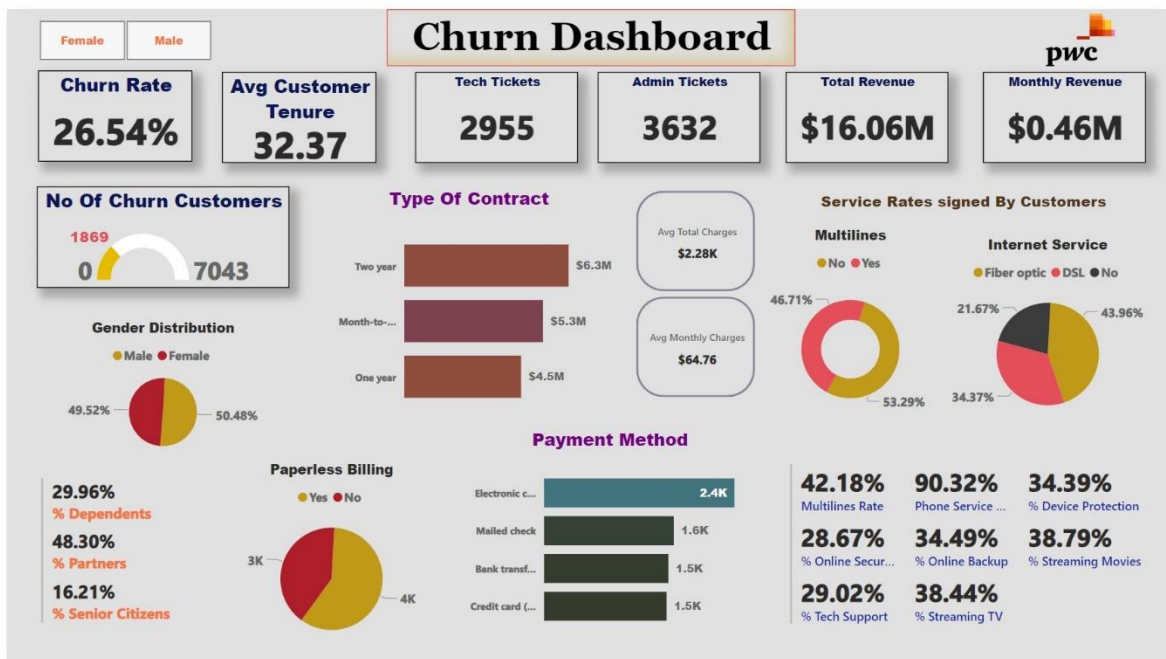 Female
Male
Churn Dashboard
pwc
Churn Rate
26.54%
Avg Customer
Tenure
32.37
Tech Tickets
2955
Admin Tickets
3632
Total Revenue
$16.06M
Monthly Revenue
$0.46M
No Of Churn Customers
1869
0
7043
Gender Distribution
Male Female
49.52%
50.48%
Type Of Contract
Two year
$6.3M
Month-to-...
$5.3M
One year
$4.5M
Avg Total Charges
$2.28K
Avg Monthly Charges
$64.76
Service Rates signed By Customers
Multilines
No Yes
46.71%
53.29%
Internet Service
Fiber optic DSL No
21.67%
43.96%
34.37%
29.96%
% Dependents
48.30%
% Partners
16.21%
% Senior Citizens
Paperless Billing
Yes No
3K
4K
Payment Method
Electronic c...
2.4K
Mailed check
1.6K
Bank transf...
1.5K
Credit card (...
1.5K
42.18%
Multilines Rate
90.32%
Phone Service ...
34.39%
% Device Protection
28.67%
% Online Secur...
34.49%
% Online Backup
38.79%
% Streaming Movies
29.02%
% Tech Support
38.44%
% Streaming TV